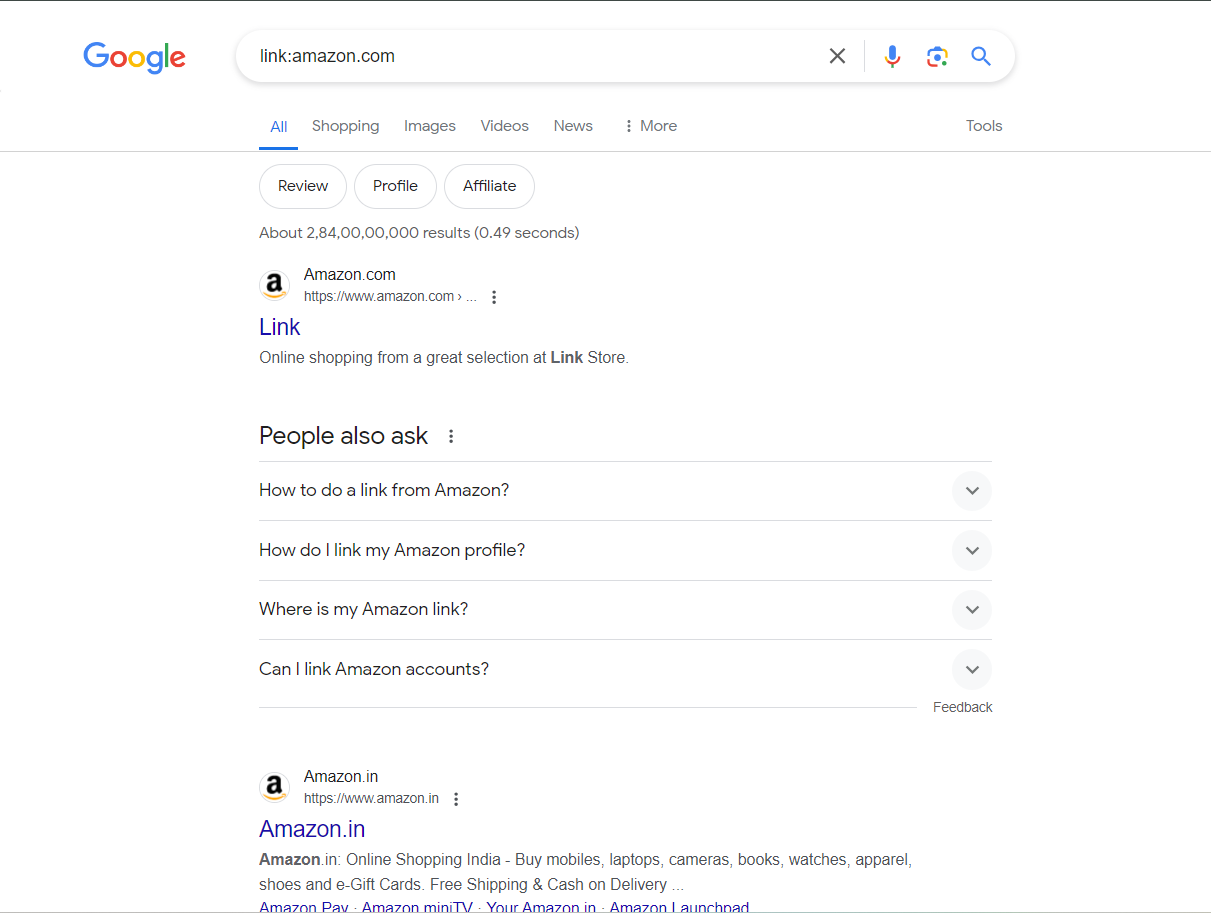 Google
link:amazon.com
All Shopping Images Videos News More Tools
Review Profile Affiliate
About 2,84,00,00,000 results (0.49 seconds)
a
Amazon.com
https://www.amazon.com › ...
Link
Online shopping from a great selection at Link Store.
People also ask
How to do a link from Amazon?
How do I link my Amazon profile?
Where is my Amazon link?
Can I link Amazon accounts?
Feedback
a
Amazon.in
https://www.amazon.in
Amazon.in
Amazon.in: Online Shopping India - Buy mobiles, laptops, cameras, books, watches, apparel,
shoes and e-Gift Cards. Free Shipping & Cash on Delivery ...
Amazon Pay · Amazon miniTV · Your Amazon.in · Amazon Launchpad